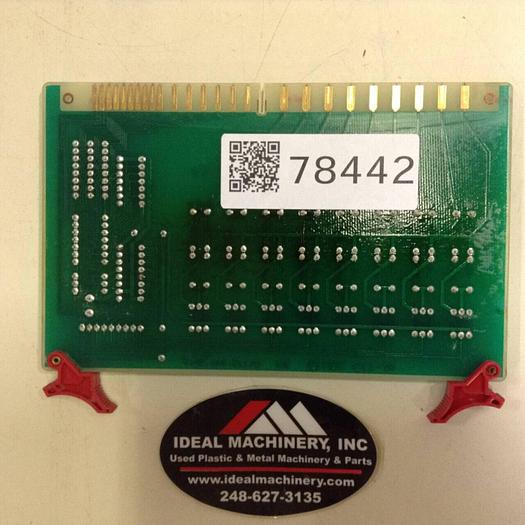 78442
IDEAL MACHINERY, INC
Used Plastic & Metal Machinery & Parts
www.idealmachinery.com
248-627-3135